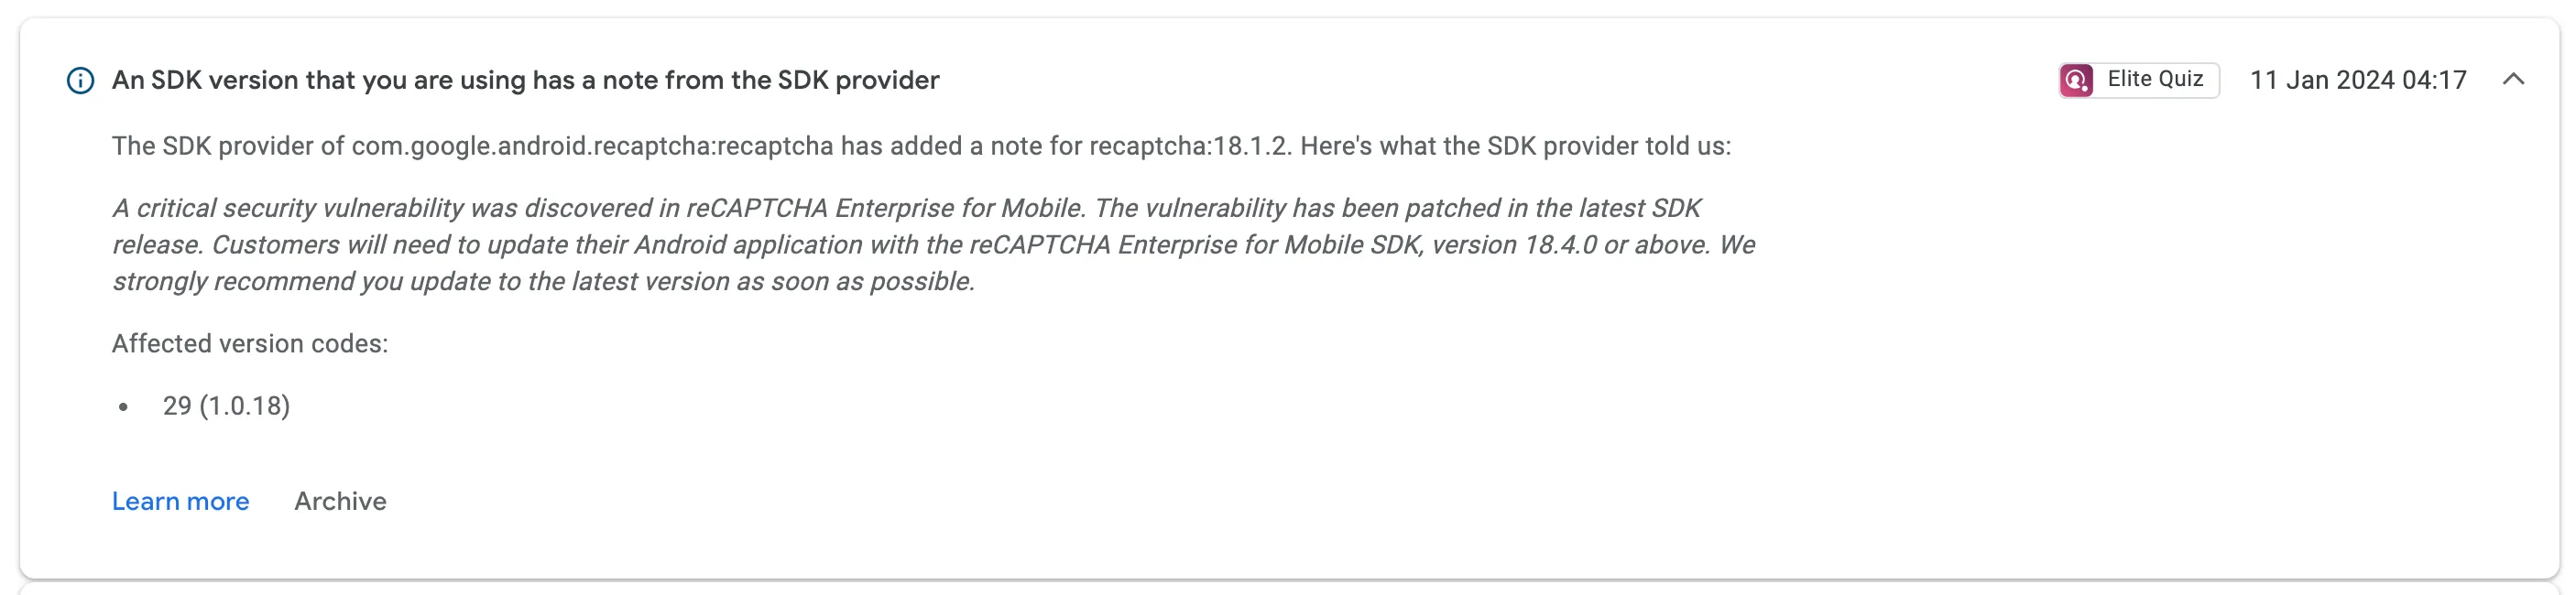 An SDK version that you are using has a note from the SDK provider
Elite Quiz
11 Jan 2024 04:17
The SDK provider of com.google.android.recaptcha:recaptcha has added a note for recaptcha:18.1.2. Here's what the SDK provider told us:
A critical security vulnerability was discovered in reCAPTCHA Enterprise for Mobile. The vulnerability has been patched in the latest SDK
release. Customers will need to update their Android application with the reCAPTCHA Enterprise for Mobile SDK, version 18.4.0 or above. We
strongly recommend you update to the latest version as soon as possible.
Affected version codes:
• 29 (1.0.18)
Learn more Archive